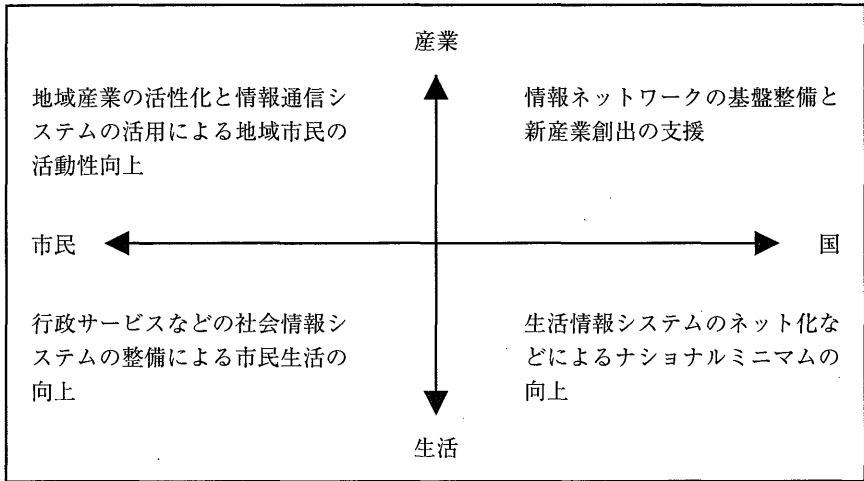 産業
地域産業の活性化と情報通信シ
ステムの活用による地域市民の
活動性向上
情報ネットワークの基盤整備と
新産業創出の支援
市民
国
行政サービスなどの社会情報シ
ステムの整備による市民生活の
向上
生活情報システムのネット化な
どによるナショナルミニマムの
向上
生活